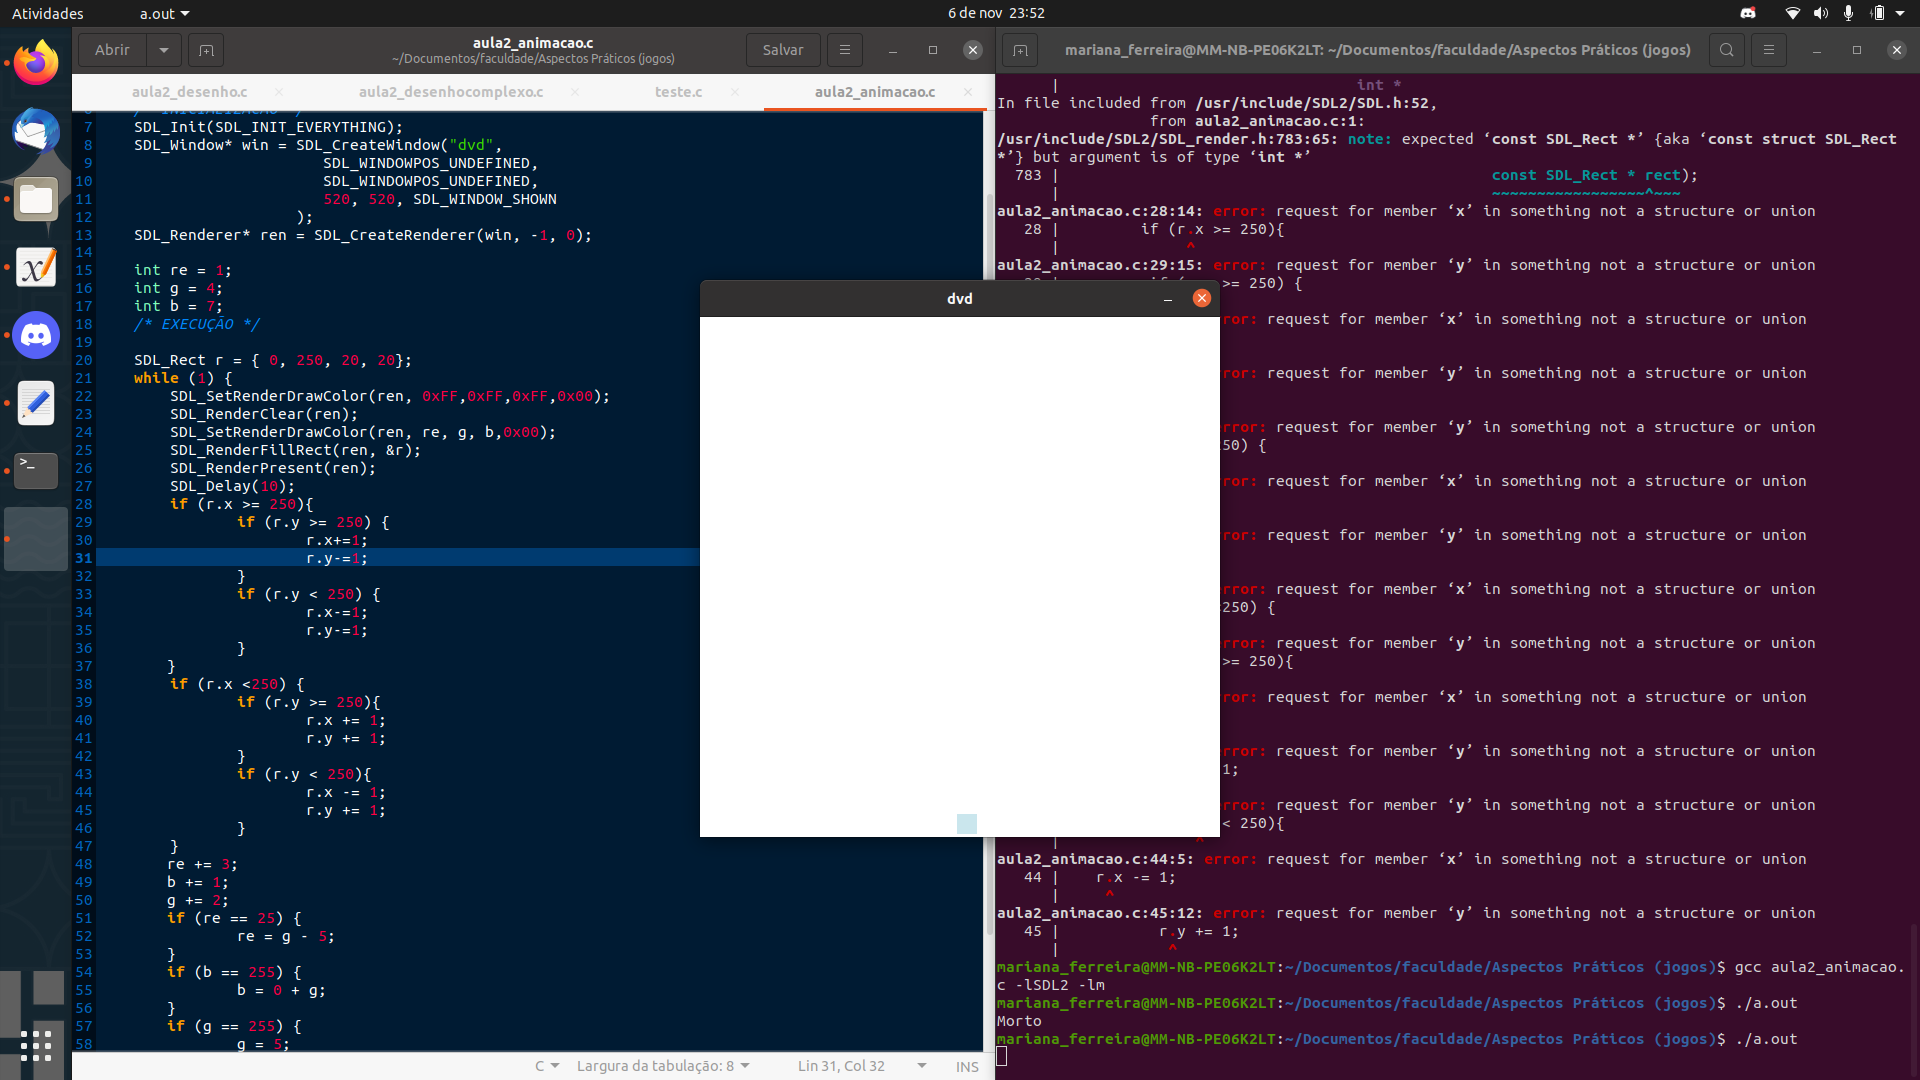 Atividades
a.out
6 de nov 23:52
Abrir
aula2_animacao.c
~/Documentos/faculdade/Aspectos Práticos (jogos)
Salvar
aula2_desenho.c
aula2_desenhocomplexo.c
teste.c
aula2_animacao.c
7 SDL_Init(SDL_INIT_EVERYTHING);
8 SDL_Window* win = SDL_CreateWindow("dvd",
9 SDL_WINDOWPOS_UNDEFINED,
10 SDL_WINDOWPOS_UNDEFINED,
11 520, 520, SDL_WINDOW_SHOWN
12 );
13 SDL_Renderer* ren = SDL_CreateRenderer(win, -1, 0);
14
15 int re = 1;
16 int g = 4;
17 int b = 7;
18 /* EXECUÇÃO */
19
20 SDL_Rect r = { 0, 250, 20, 20};
21 while (1) {
22 SDL_SetRenderDrawColor(ren, 0xFF,0xFF,0xFF,0x00);
23 SDL_RenderClear(ren);
24 SDL_SetRenderDrawColor(ren, re, g, b,0x00);
25 SDL_RenderFillRect(ren, &r);
26 SDL_RenderPresent(ren);
27 SDL_Delay(10);
28 if (r.x >= 250){
29 if (r.y >= 250) {
30 r.x+=1;
31 r.y-=1;
32 }
33 if (r.y < 250) {
34 r.x-=1;
35 r.y-=1;
36 }
37 }
38 if (r.x <250) {
39 if (r.y >= 250){
40 r.x += 1;
41 r.y += 1;
42 }
43 if (r.y < 250){
44 r.x -= 1;
45 r.y += 1;
46 }
47 }
48 re += 3;
49 b += 1;
50 g += 2;
51 if (re == 25) {
52 re = g - 5;
53 }
54 if (b == 255) {
55 b = 0 + g;
56 }
57 if (g == 255) {
58 g = 5;
C
Largura da tabulação: 8
Lin 31, Col 32
INS
dvd
mariana_ferreira@MM-NB-PE06K2LT: ~/Documentos/faculdade/Aspectos Práticos (jogos)
| int *
In file included from /usr/include/SDL2/SDL.h:52,
from aula2_animacao.c:1:
/usr/include/SDL2/SDL_render.h:783:65: note: expected ‘const SDL_Rect *’ {aka ‘const struct SDL_Rect
*’} but argument is of type ‘int *’
783 | const SDL_Rect * rect);
| ~~~~~~~~~~~~~~~~~^~~~
aula2_animacao.c:28:14: error: request for member ‘x’ in something not a structure or union
28 | if (r.x >= 250){
| ^
aula2_animacao.c:29:15: error: request for member ‘y’ in something not a structure or union
>= 250) {
ror: request for member ‘x’ in something not a structure or union
ror: request for member ‘y’ in something not a structure or union
error: request for member ‘y’ in something not a structure or union
50) {
ror: request for member ‘x’ in something not a structure or union
ror: request for member ‘y’ in something not a structure or union
error: request for member ‘x’ in something not a structure or union
250) {
error: request for member ‘y’ in something not a structure or union
>= 250){
ror: request for member ‘x’ in something not a structure or union
error: request for member ‘y’ in something not a structure or union
1;
error: request for member ‘y’ in something not a structure or union
< 250){
| ^
aula2_animacao.c:44:5: error: request for member ‘x’ in something not a structure or union
44 | r.x -= 1;
| ^
aula2_animacao.c:45:12: error: request for member ‘y’ in something not a structure or union
45 | r.y += 1;
| ^
mariana_ferreira@MM-NB-PE06K2LT:~/Documentos/faculdade/Aspectos Práticos (jogos)$ gcc aula2_animacao.
c -lSDL2 -lm
mariana_ferreira@MM-NB-PE06K2LT:~/Documentos/faculdade/Aspectos Práticos (jogos)$ ./a.out
Morto
mariana_ferreira@MM-NB-PE06K2LT:~/Documentos/faculdade/Aspectos Práticos (jogos)$ ./a.out